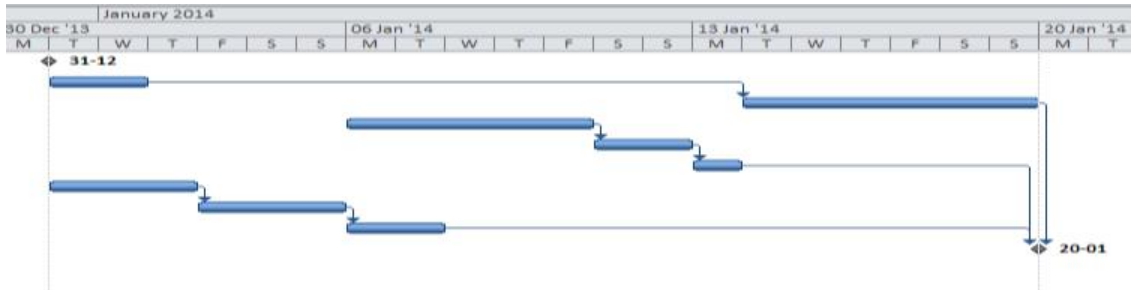 January 2014
30 Dec '13 06 Jan '14 13 Jan '14 20 Jan '14
M T W T F S S M T W T F S S M T W T F S S M T
31-12
20-01